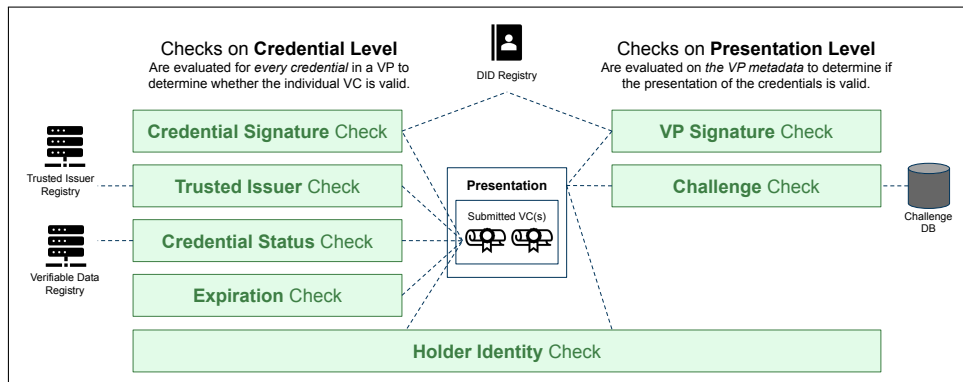 Checks on Credential Level
Are evaluated for every credential in a VP to
determine whether the individual VC is valid.
DID Registry
Checks on Presentation Level
Are evaluated on the VP metadata to determine if
the presentation of the credentials is valid.
Credential Signature Check
VP Signature Check
Trusted Issuer
Registry
Trusted Issuer Check
Presentation
Challenge Check
Submitted VC(s)
Challenge
DB
Credential Status Check
Verifiable Data
Registry
Expiration Check
Holder Identity Check